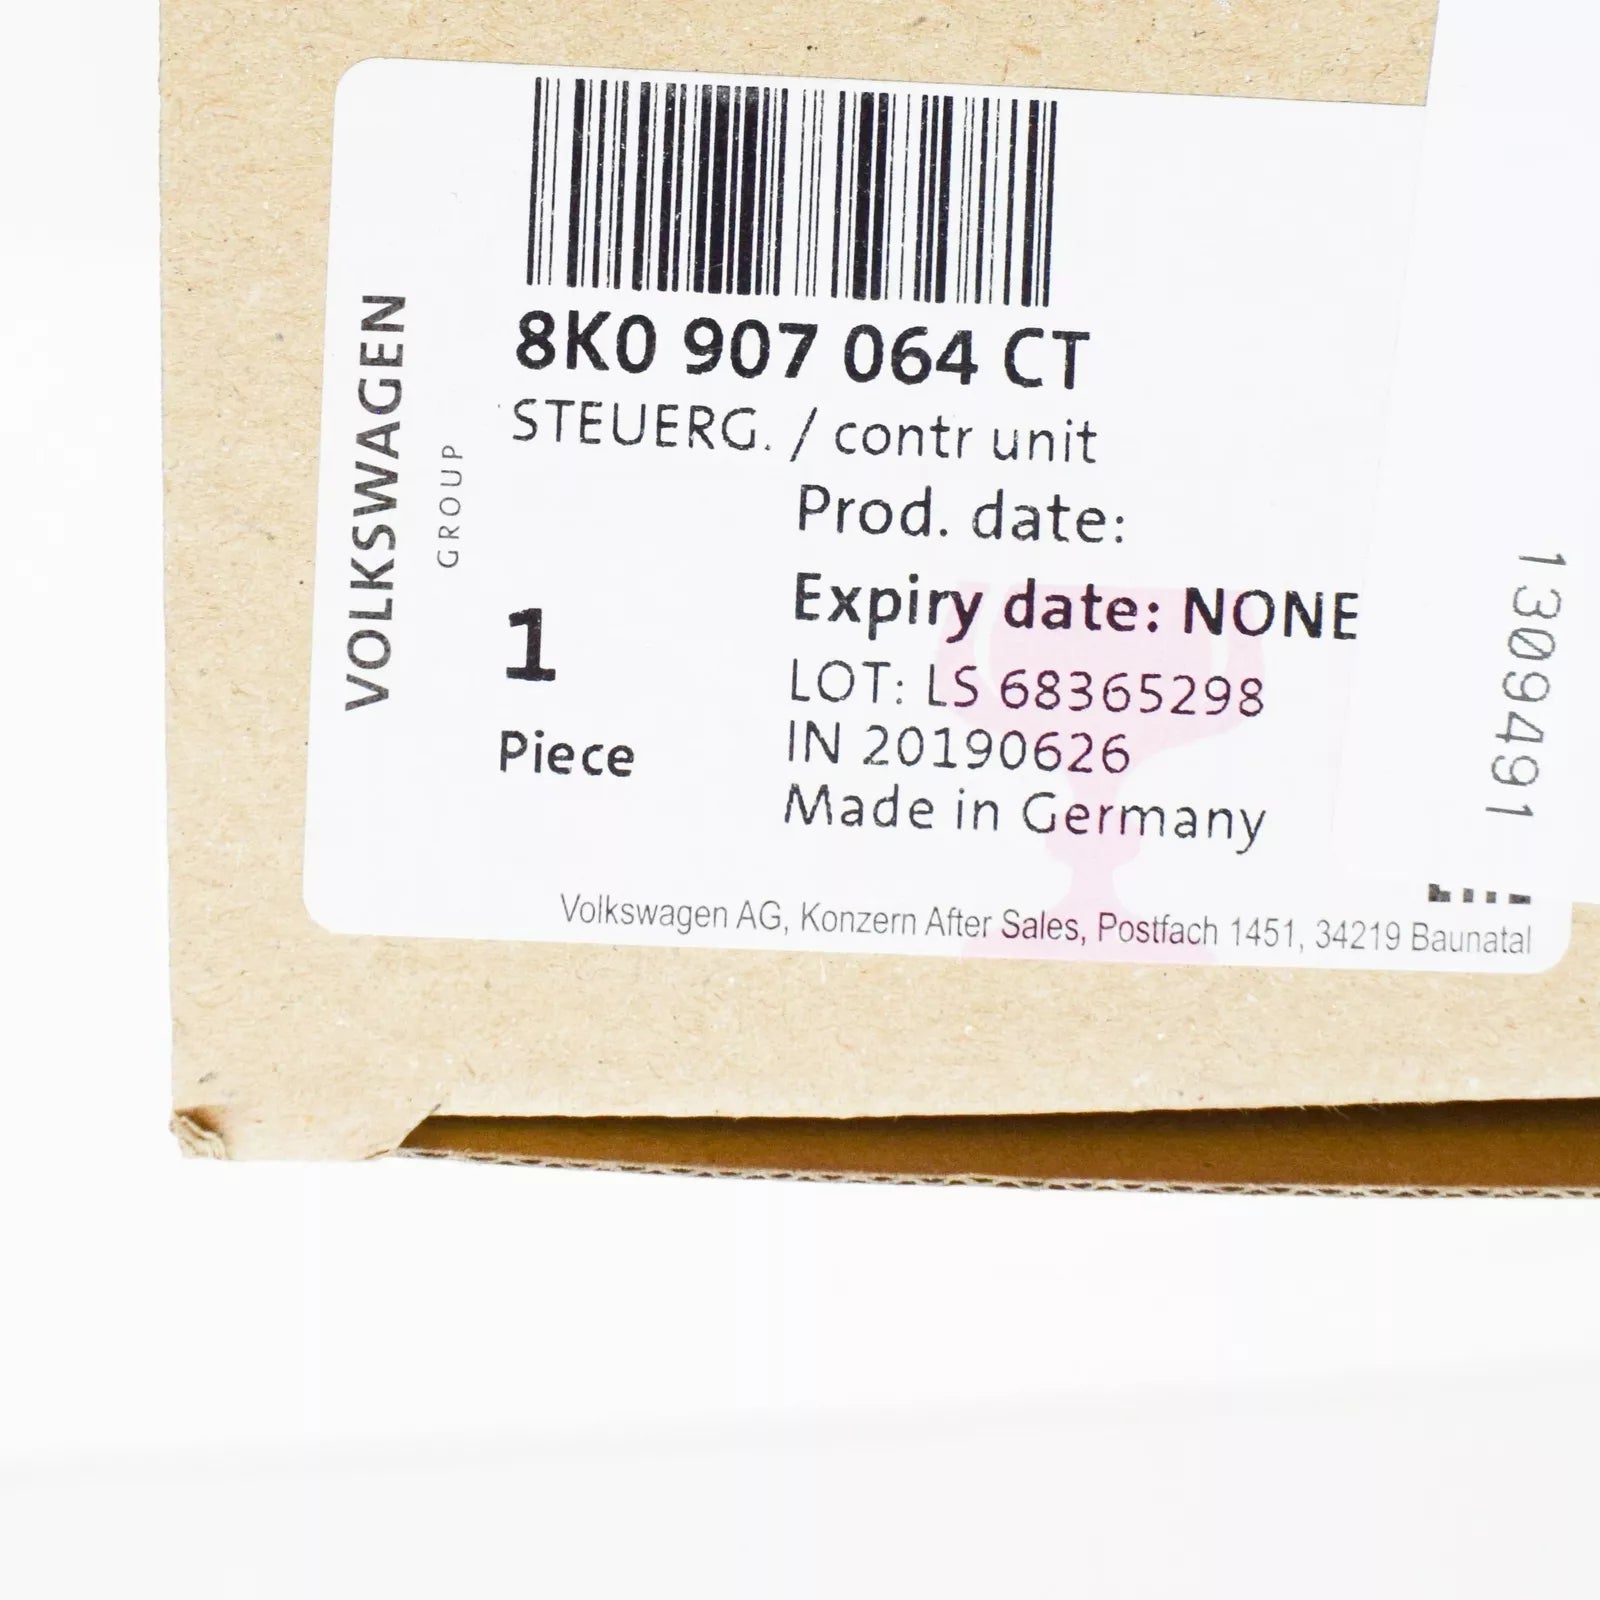 VOLKSWAGEN
GROUP
8K0 907 064 CT
STEUERG. / contr unit
Prod. date:
Expiry date: NONE
1
LOT: LS 68365298
Piece
IN 20190626
Made in Germany
Volkswagen AG, Konzern After Sales, Postfach 1451, 34219 Baunatal
1309491